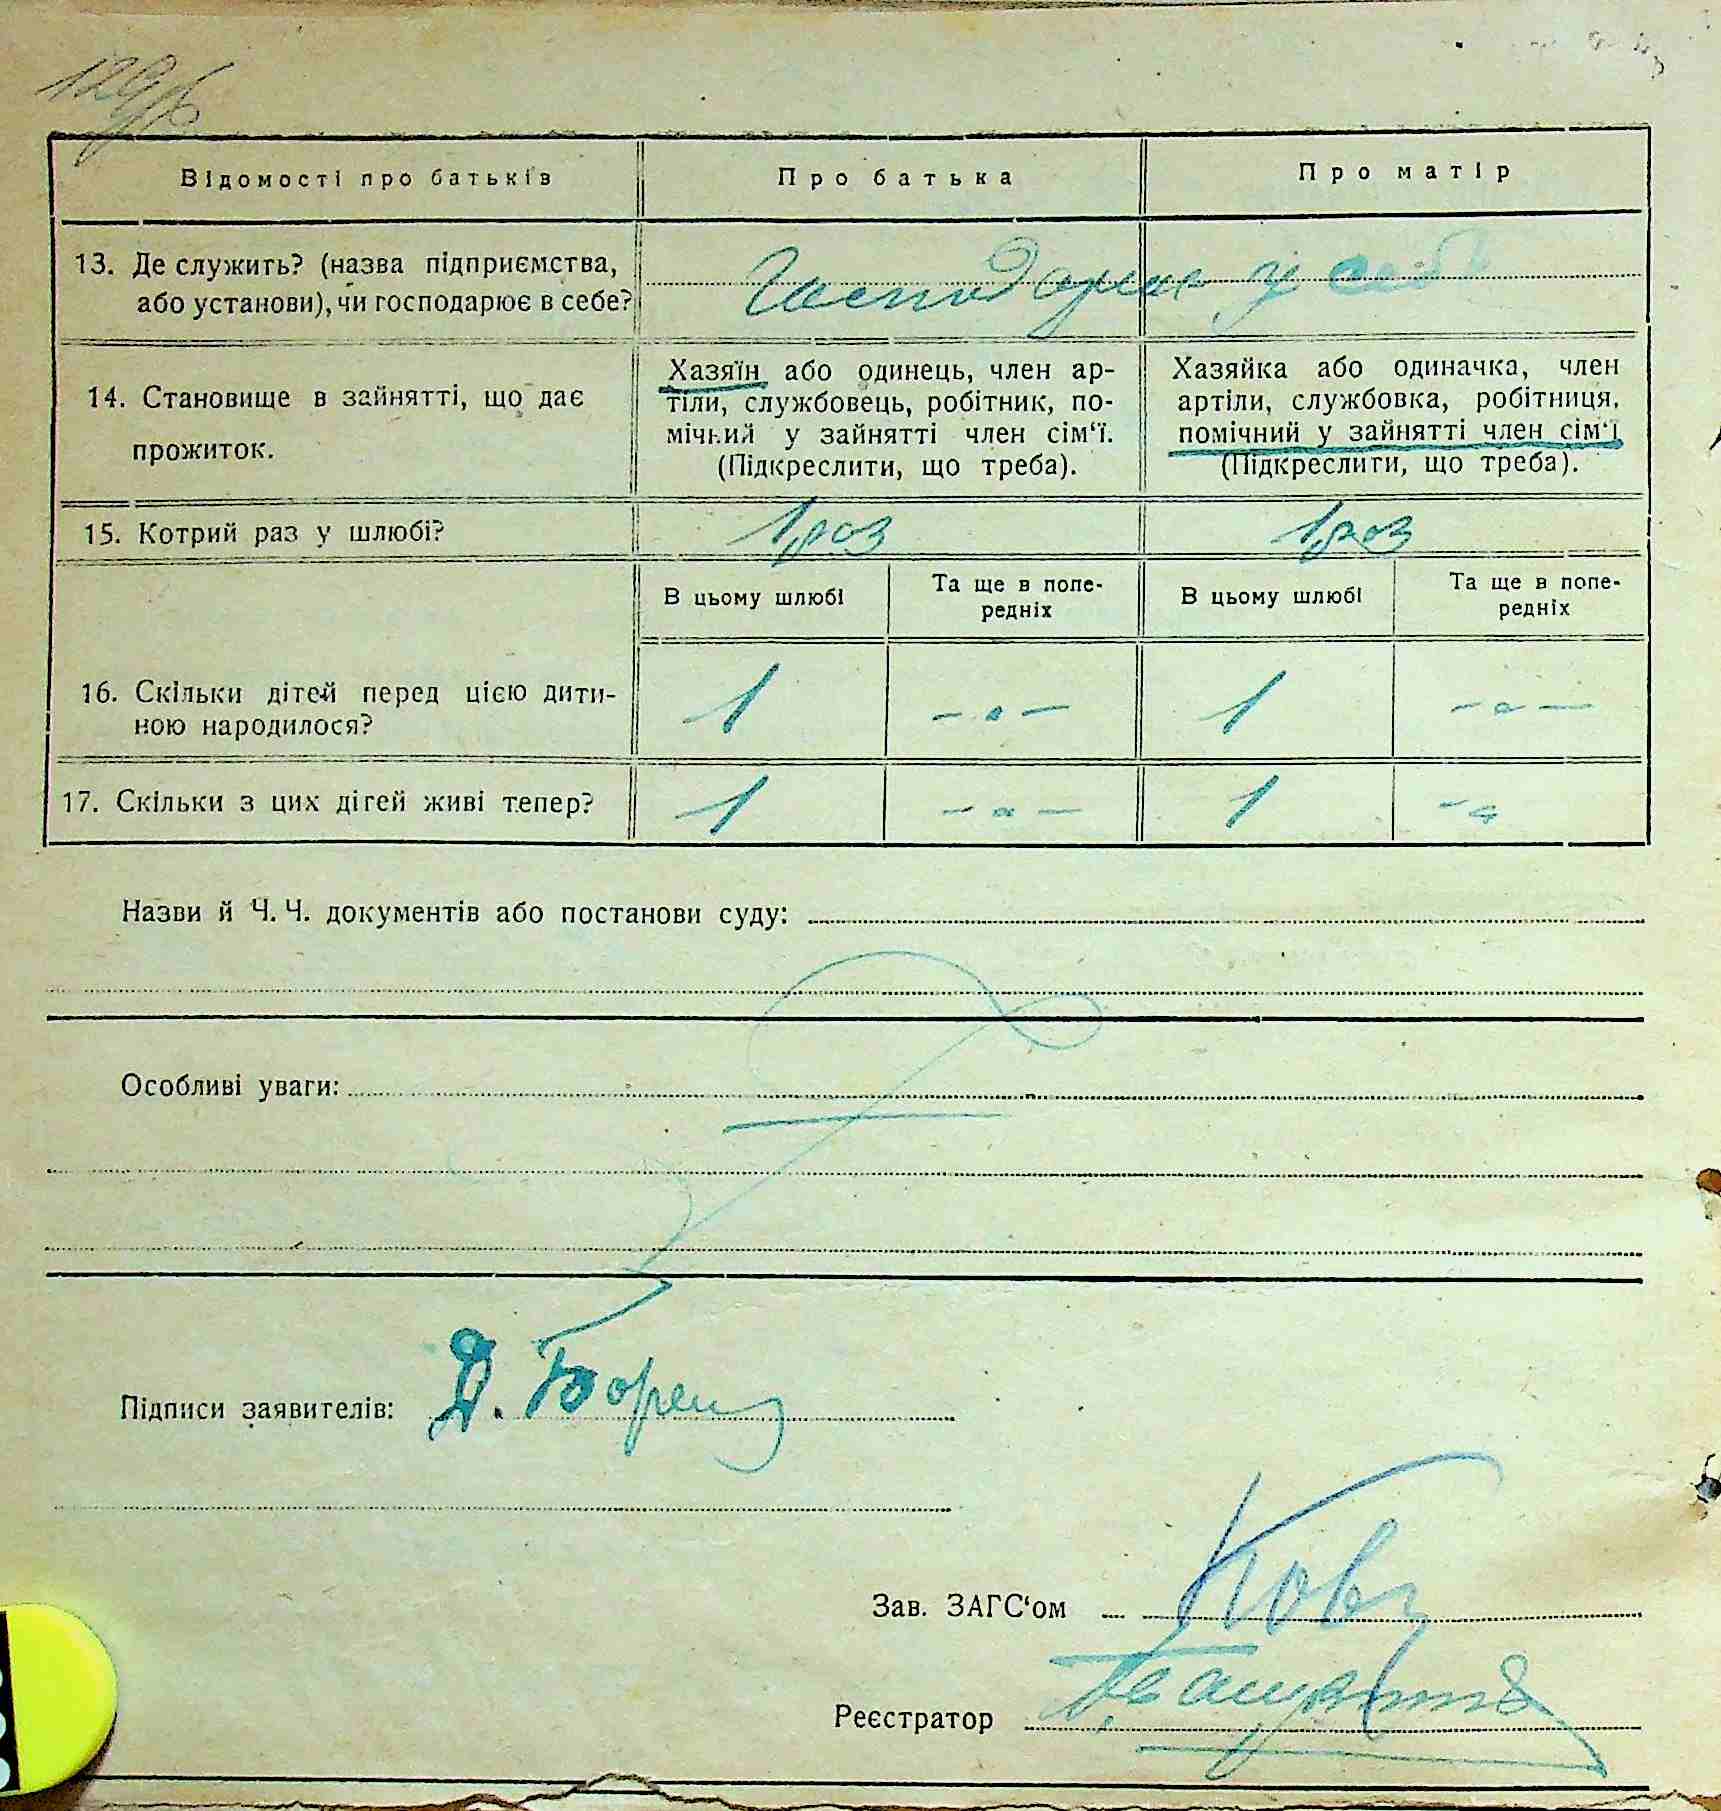 Відомості про батьків
Про батька
Про матір
13. Де служить? (назва підприємства,
або установи), чи господарює в себе?
Господарює у себе
14. Становище в зайнятті, що дає
прожиток.
Хазяїн або одинець, член ар-
тіли, службовець, робітник, по-
мічний у зайнятті член сім‘ї.
(Підкреслити, що треба).
Хазяйка або одиначка, член
артіли, службовка, робітниця,
помічний у зайнятті член сім‘ї
(Підкреслити, що треба).
15. Котрий раз у шлюбі?
1 раз
1 раз
В цьому шлюбі
Та ще в попе-
редніх
В цьому шлюбі
Та ще в попе-
редніх
16. Скільки дітей перед цією дити-
ною народилося?
1
1
17. Скільки з цих дітей живі тепер?
1
1
Назви й Ч. Ч. документів або постанови суду:
Особливі уваги:
Підписи заявителів: Д.
Зав. ЗАГС‘ом
Реєстратор